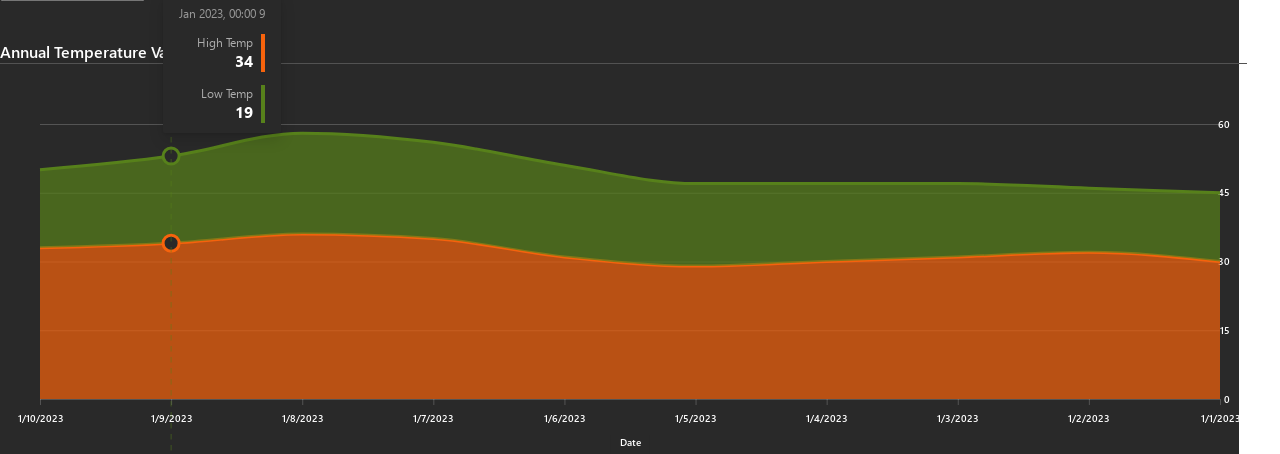 Jan 2023, 00:00 9
High Temp
34
Annual Temperature Va
Low Temp
19
60
45
30
15
0
1/10/2023 1/9/2023 1/8/2023 1/7/2023 1/6/2023 1/5/2023 1/4/2023 1/3/2023 1/2/2023 1/1/2023
Date